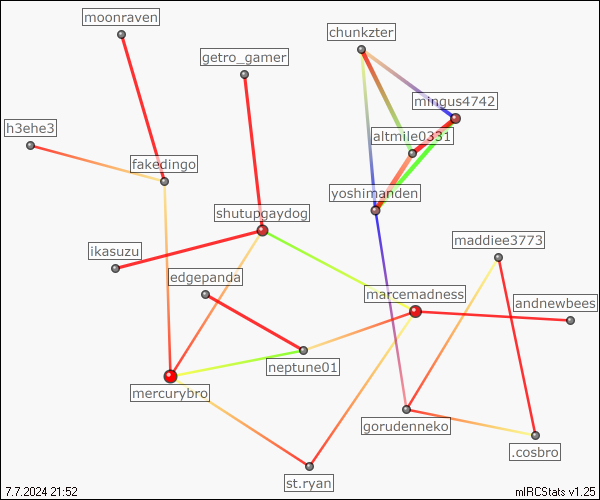 moonraven
chunkzter
getro_gamer
mingus4742
h3ehe3
altmile0331
fakedingo
yoshimanden
shutupgaydog
maddiee3773
ikasuzu
edgepanda
marcemadness
andnewbees
neptune01
mercurybro
gorudenneko
.cosbro
st.ryan
7.7.2024 21:52
mIRCStats v1.25